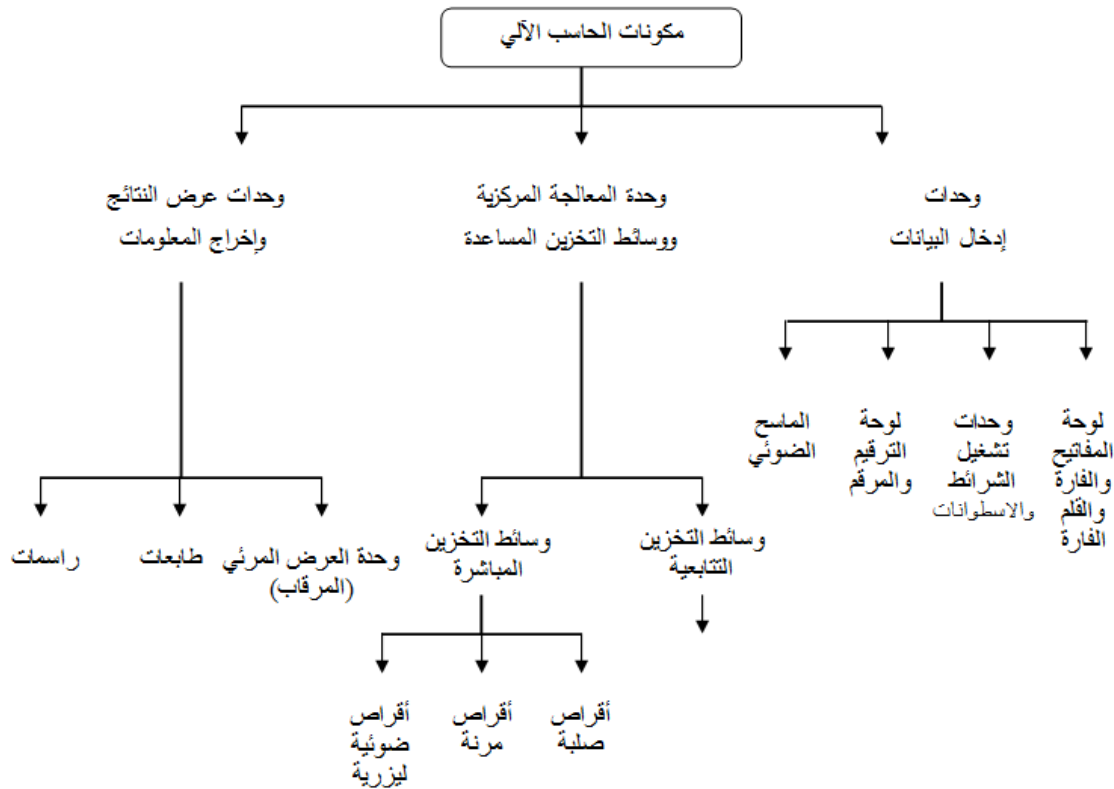 مكونات الحاسب الآلي
وحدات
إدخال البيانات
وحدة المعالجة المركزية
ووسائط التخزين المساعدة
وحدات عرض النتائج
وإخراج المعلومات
لوحة
المفاتيح
والفارة
والقلم
الفارة
وحدات
تشغيل
الشرائط
والاسطوانات
لوحة
الترقيم
والمرقم
الماسح
الضوئي
وسائط التخزين
التتابعية
وسائط التخزين
المباشرة
وحدة العرض المرئي
(المرقاب)
طابعات
راسمات
أقراص
صلبة
أقراص
مرنة
أقراص
ضوئية
ليزرية